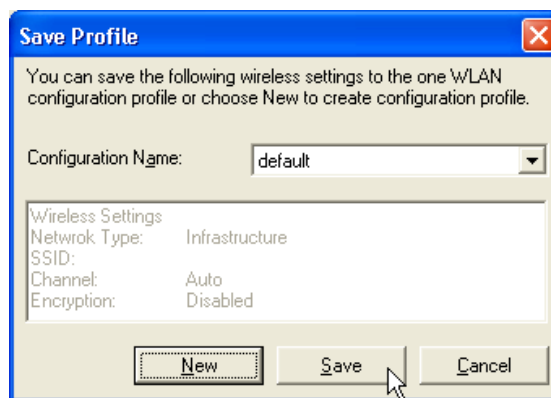 Save Profile
You can save the following wireless settings to the one WLAN
configuration profile or choose New to create configuration profile.
Configuration Name:
default
Wireless Settings
Netwrok Type: Infrastructure
SSID:
Channel: Auto
Encryption: Disabled
New Save Cancel